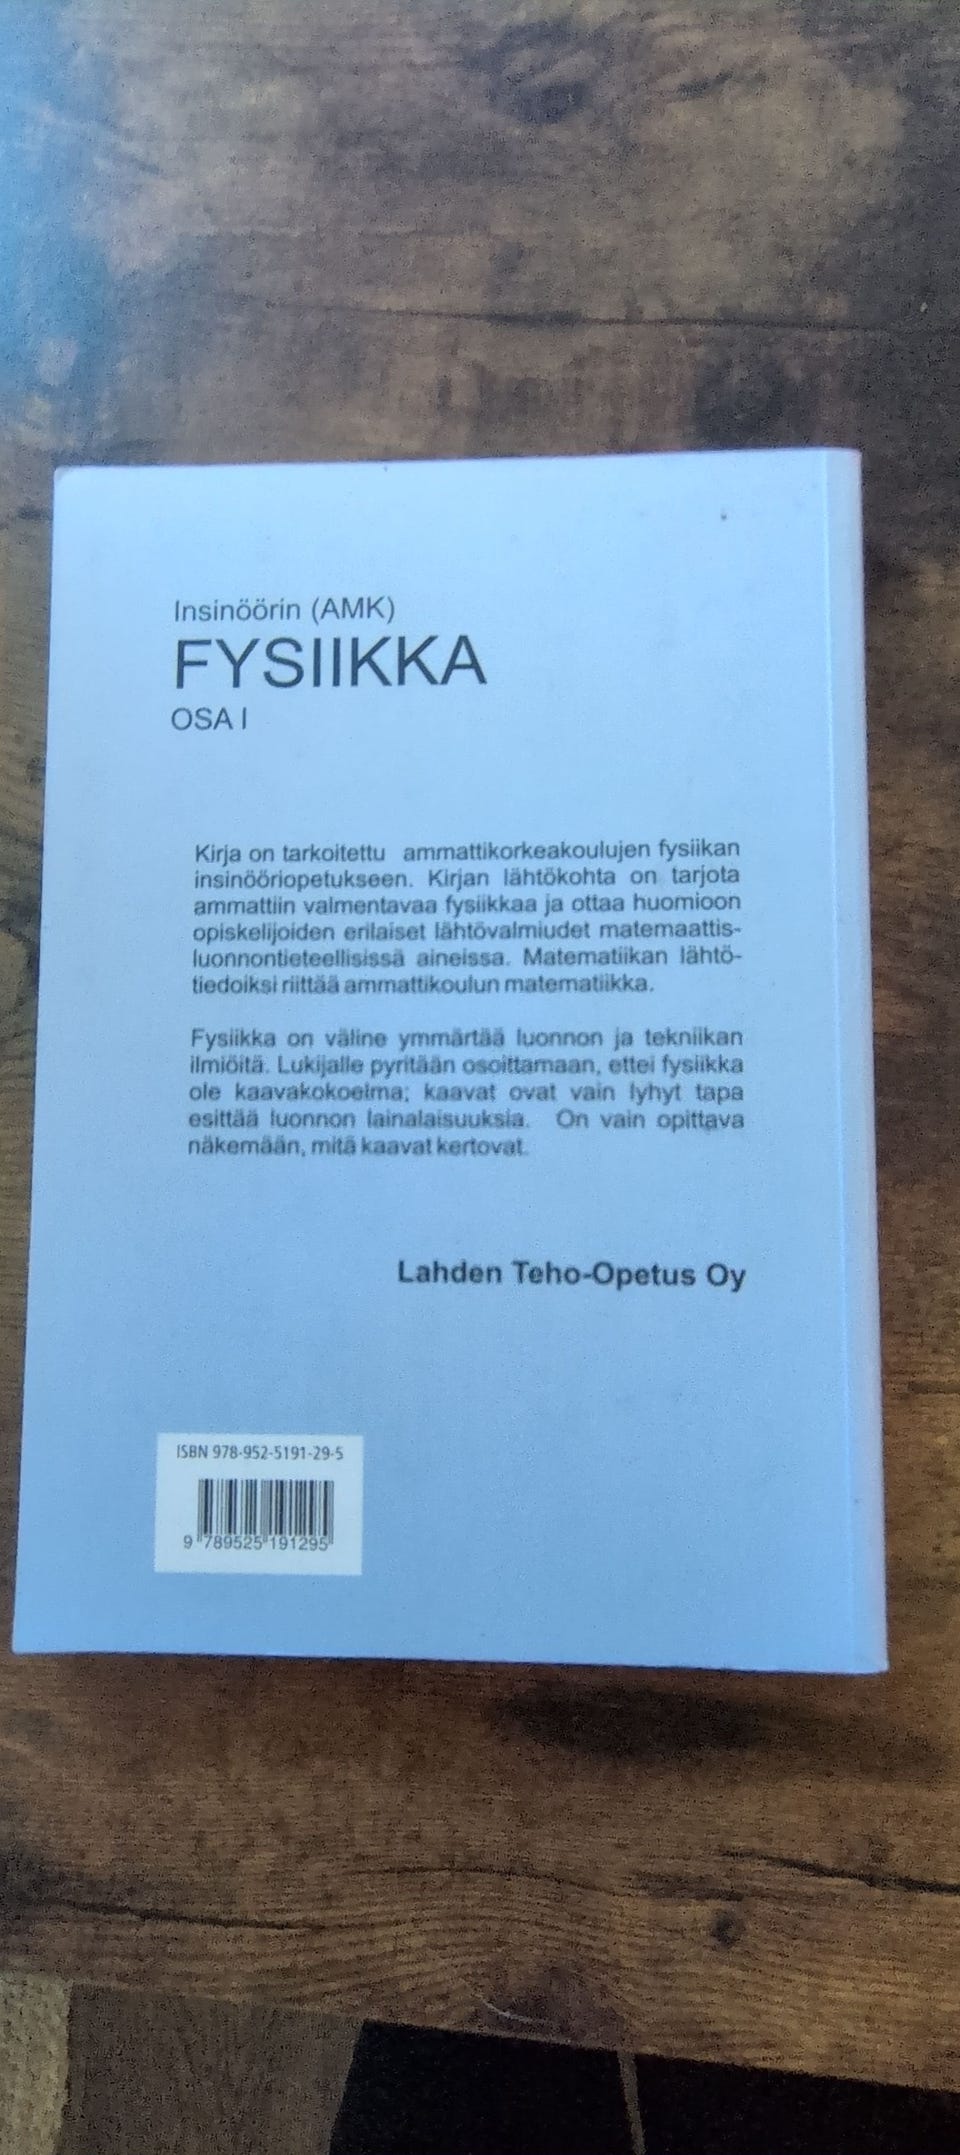 Insinöörin (AMK)
FYSIIKKA
OSA I
Kirja on tarkoitettu ammattikorkeakoulujen fysiikan
insinööriopetukseen. Kirjan lähtökohta on tarjota
ammattiin valmentavaa fysiikkaa ja ottaa huomioon
opiskelijoiden erilaiset lähtövalmiudet matemaattis-
luonnontieteellisissä aineissa. Matematiikan lähtö-
tiedoiksi riittää ammattikoulun matematiikka.
Fysiikka on väline ymmärtää luonnon ja tekniikan
ilmiöitä. Lukijalle pyritään osoittamaan, ettei fysiikka
ole kaavakokoelma; kaavat ovat vain lyhyt tapa
esittää luonnon lainalaisuuksia. On vain opittava
näkemään, mitä kaavat kertovat.
Lahden Teho-Opetus Oy
ISBN 978-952-5191-29-5
9 789525 191295